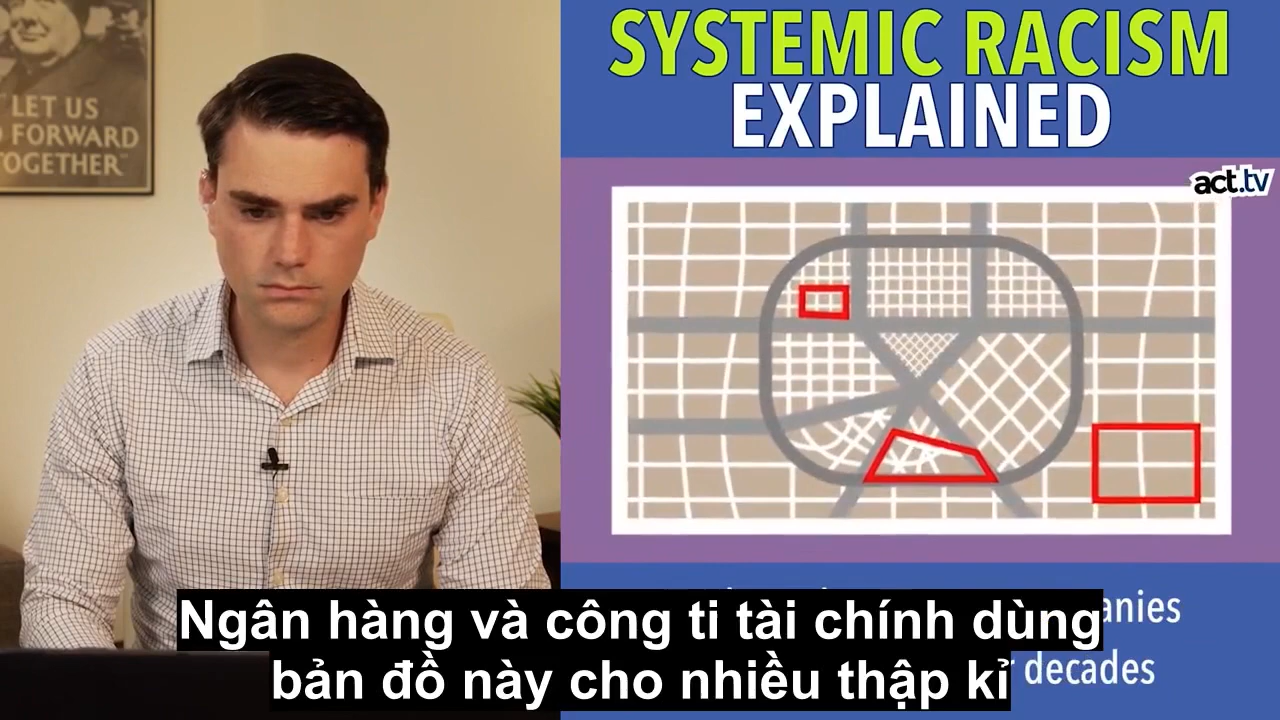 "LET US
FORWARD
TOGETHER"
SYSTEMIC RACISM
EXPLAINED
act.tv
decades
Ngân hàng và công ti tài chính dùng
bản đồ này cho nhiều thập kỉ